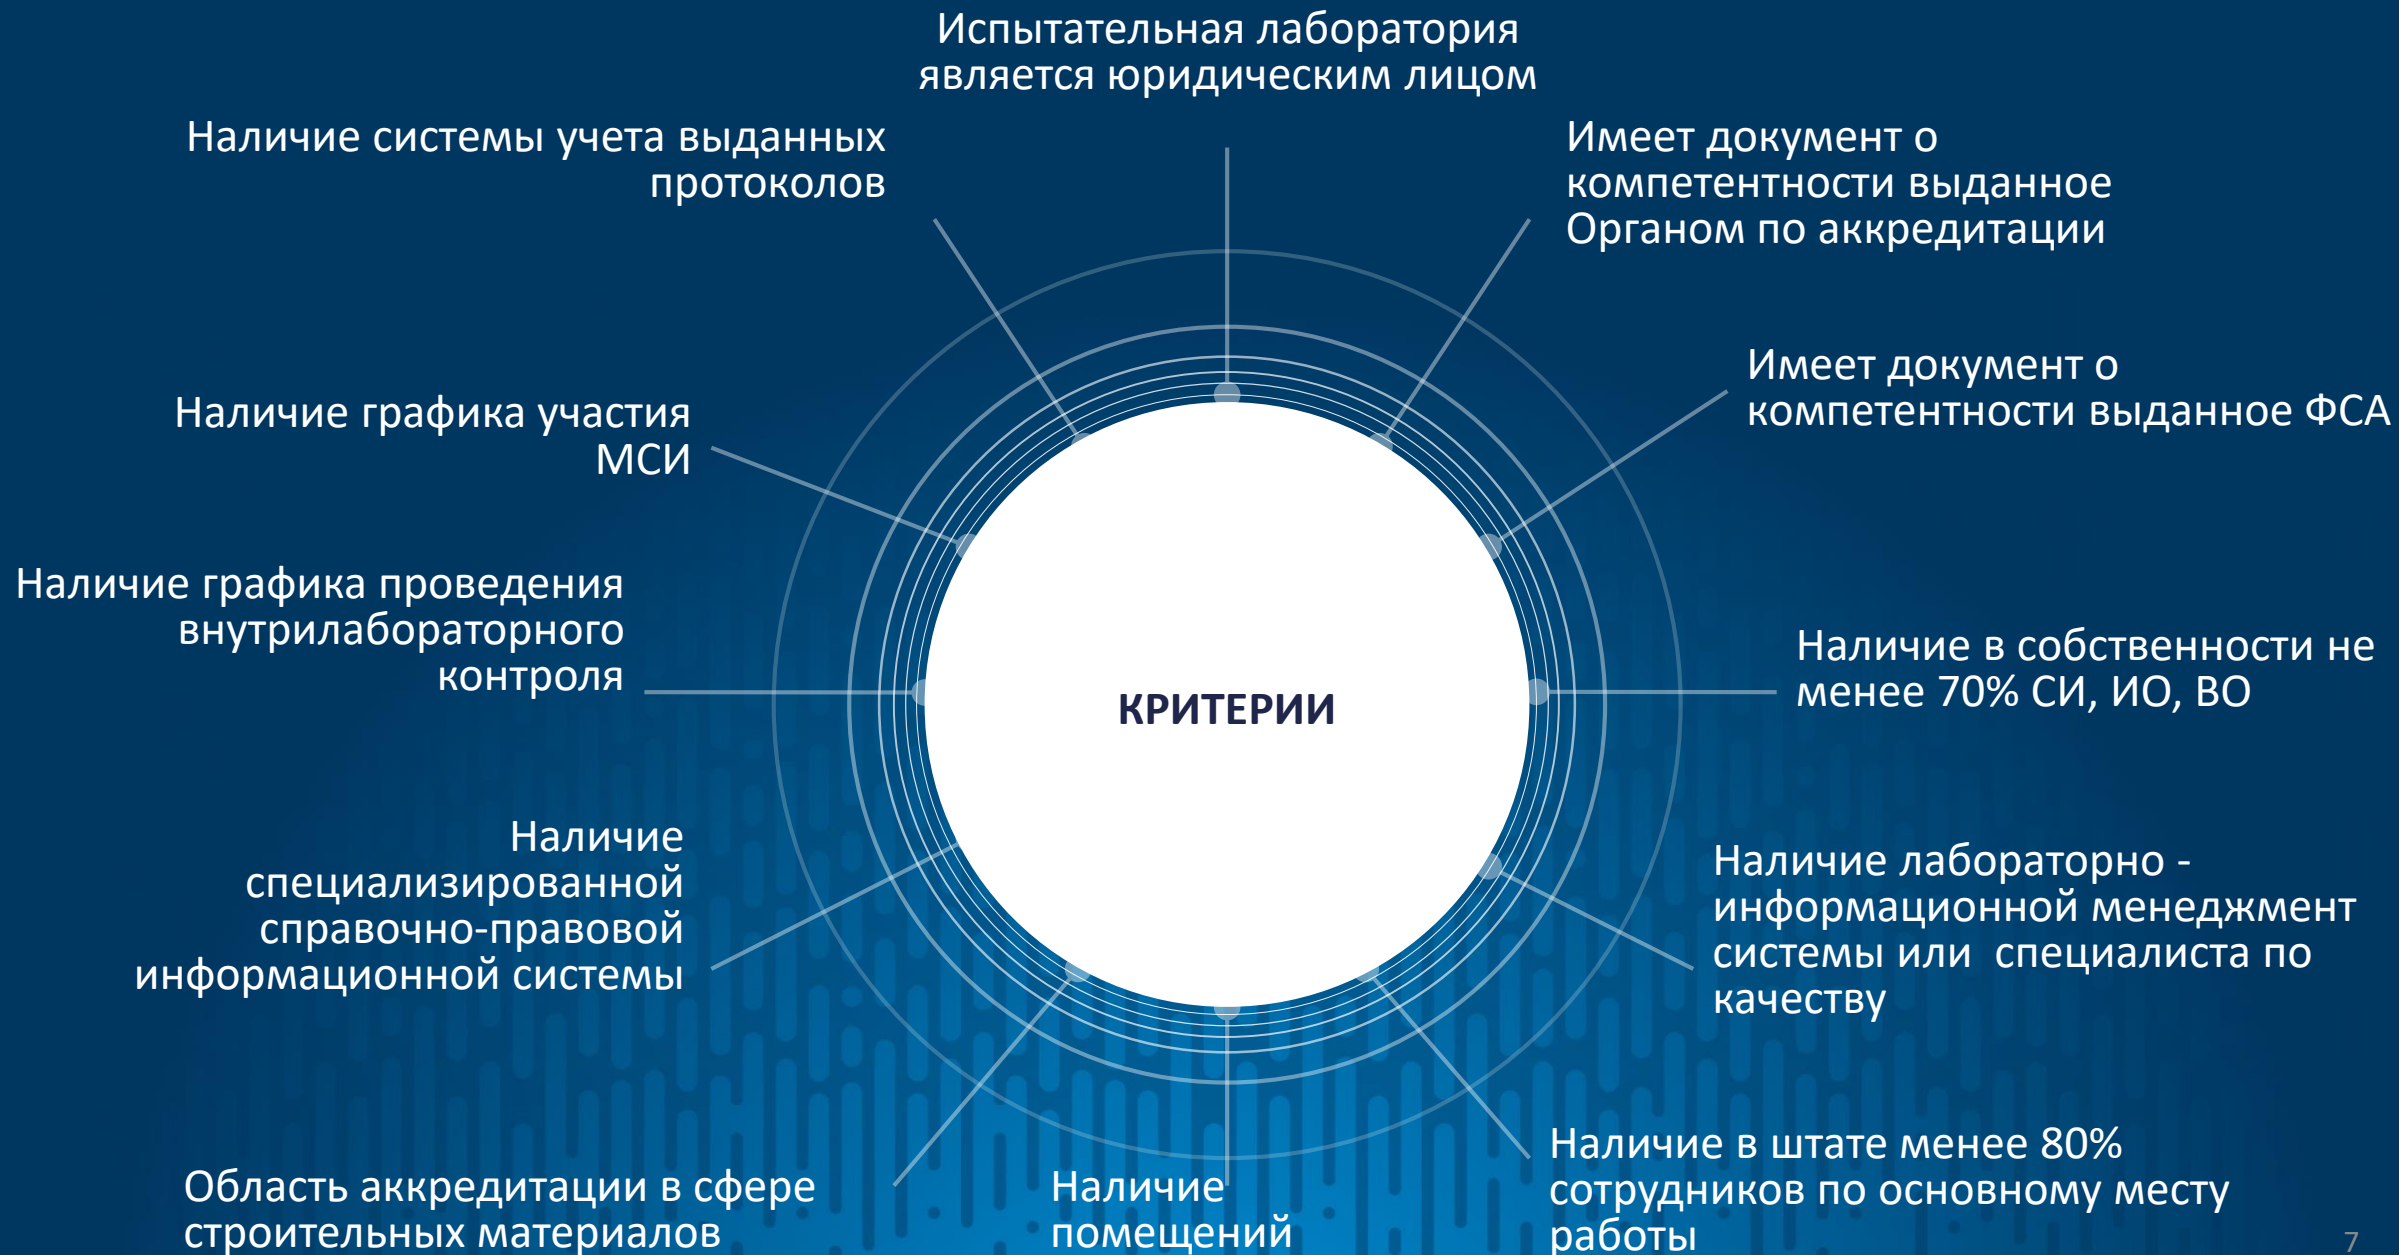 Испытательная лаборатория
является юридическим лицом
Имеет документ о
компетентности выданное
Органом по аккредитации
Имеет документ о
компетентности выданное ФСА
Наличие в собственности не
менее 70% СИ, ИО, ВО
Наличие лабораторно -
информационной менеджмент
системы или  специалиста по
качеству
Наличие в штате менее 80%
сотрудников по основному месту
работы
Наличие
помещений
Область аккредитации в сфере
строительных материалов
Наличие
специализированной
справочно-правовой
информационной системы
Наличие графика проведения
внутрилабораторного
контроля
Наличие графика участия
МСИ
Наличие системы учета выданных
протоколов
КРИТЕРИИ
7